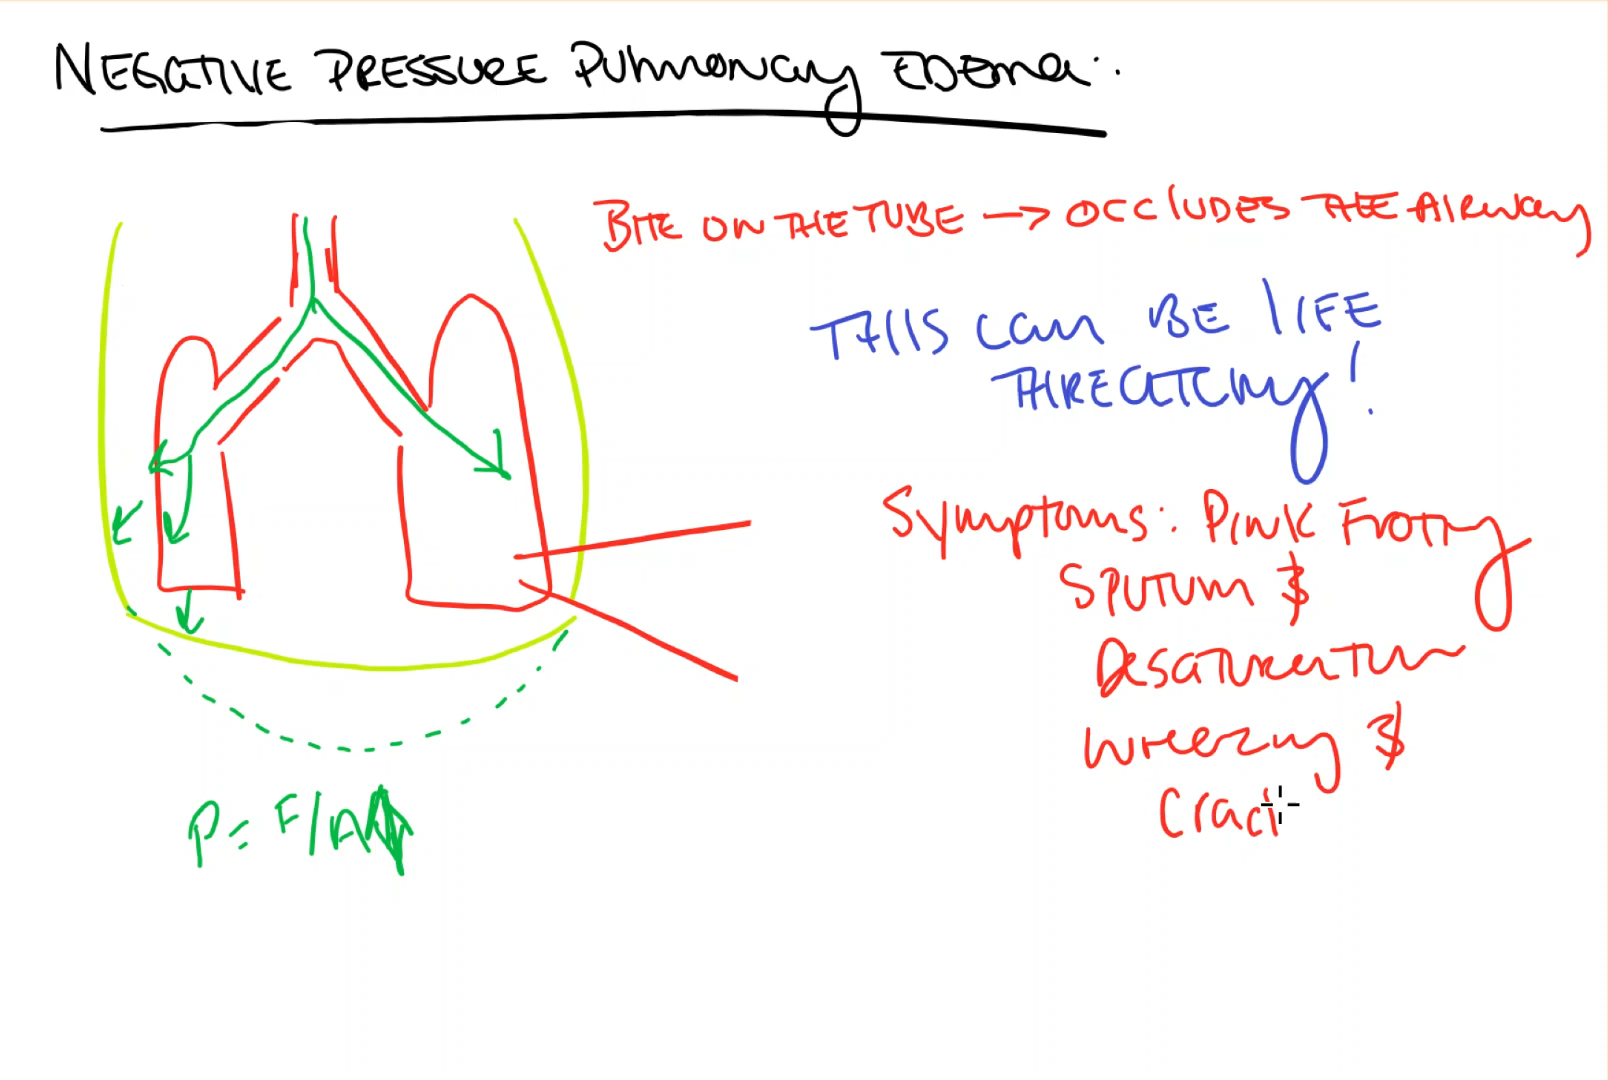 NEGATIVE PRESSURE PULMONARY EDEMA:
BITE ON THE TUBE → OCCLUDES THE AIRWAY
THIS CAN BE LIFE
THREATENING!
Symptoms: PINK FROTHY
SPUTUM &
DESATURATION
WHEEZING &
Crac
P = F/A